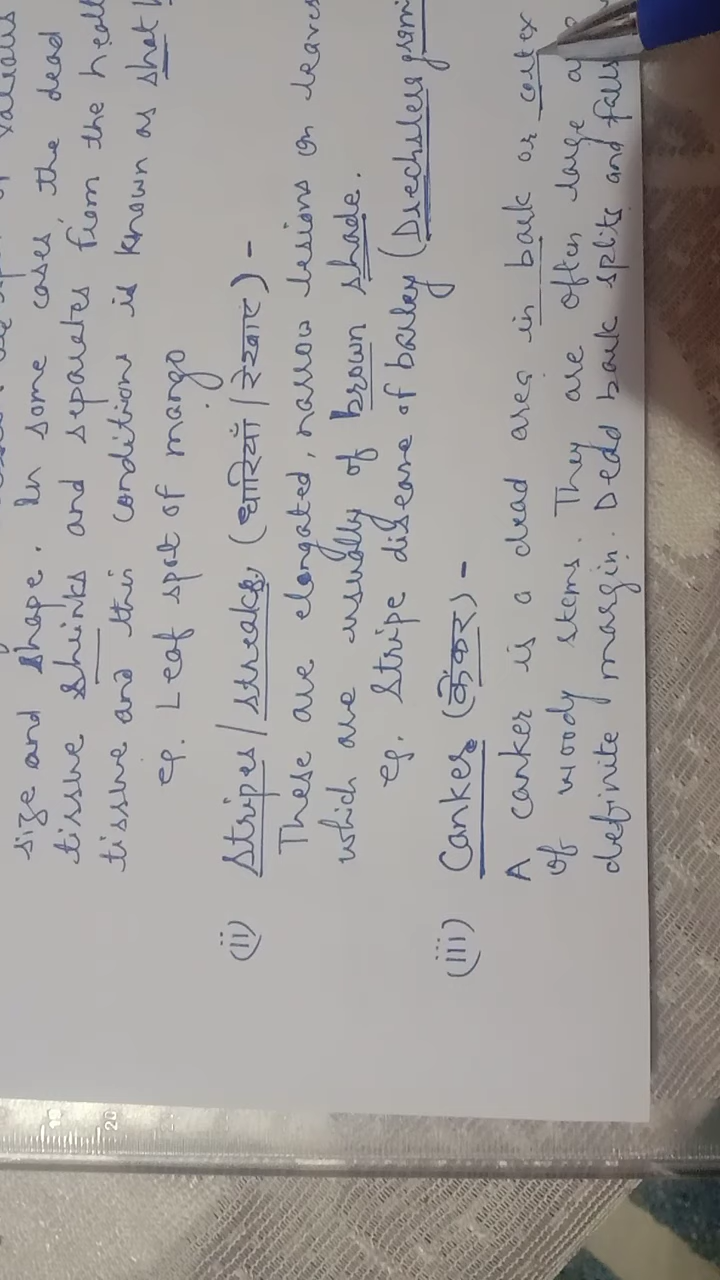 size and shape. In some cases, the dead
tissue shrinks and separates from the
tissue and this conditions is known as shot
eg. Leaf spot of mango
(ii) Stripes/streaks, (धारियाँ/रेखाए) -
These are elongated, narrow lesions on leaves
which are usually of brown shade.
eg. Stripe disease of barley (Drechslera
(iii) Canker (कैंकर) -
A canker is a dead area in bark or cortex
of woody stems. They are often large
definite margin. Dead bark splits and falls
10
20